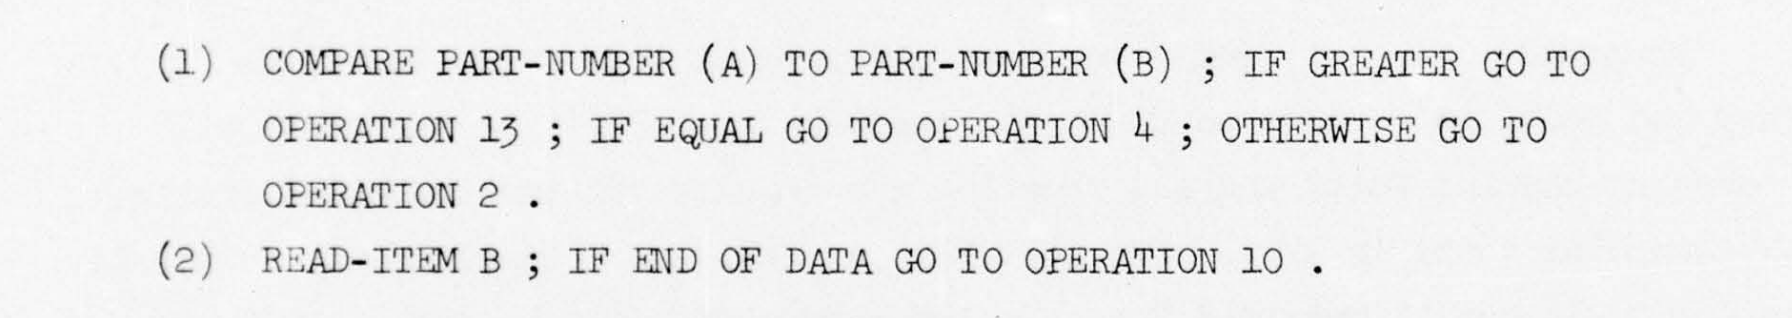 (1) COMPARE PART-NUMBER (A) TO PART-NUMBER (B) ; IF GREATER GO TO
OPERATION 13 ; IF EQUAL GO TO OPERATION 4 ; OTHERWISE GO TO
OPERATION 2 .
(2) READ-ITEM B ; IF END OF DATA GO TO OPERATION 10 .